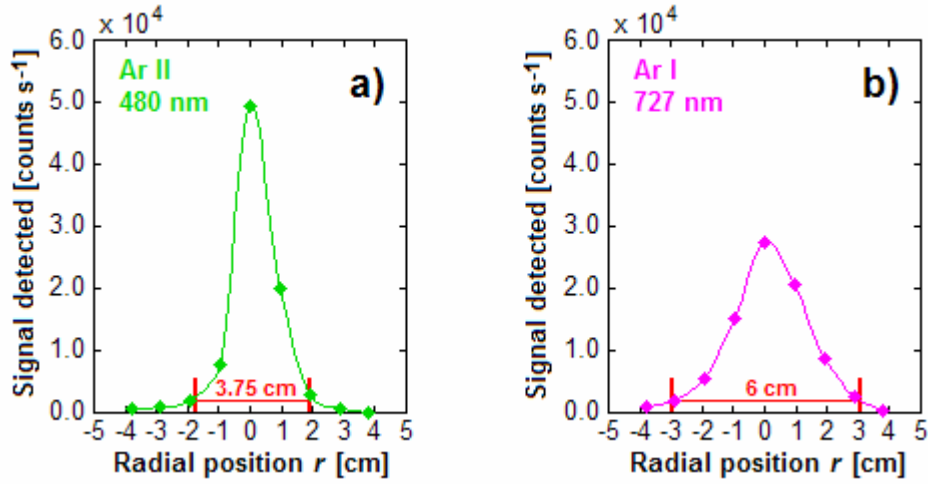 x 10⁴
6.0
5.0
4.0
3.0
2.0
1.0
0.0
Signal detected [counts s⁻¹]
Ar II
480 nm
a)
3.75 cm
-5 -4 -3 -2 -1 0 1 2 3 4 5
Radial position r [cm]
x 10⁴
6.0
5.0
4.0
3.0
2.0
1.0
0.0
Signal detected [counts s⁻¹]
Ar I
727 nm
b)
6 cm
-5 -4 -3 -2 -1 0 1 2 3 4 5
Radial position r [cm]